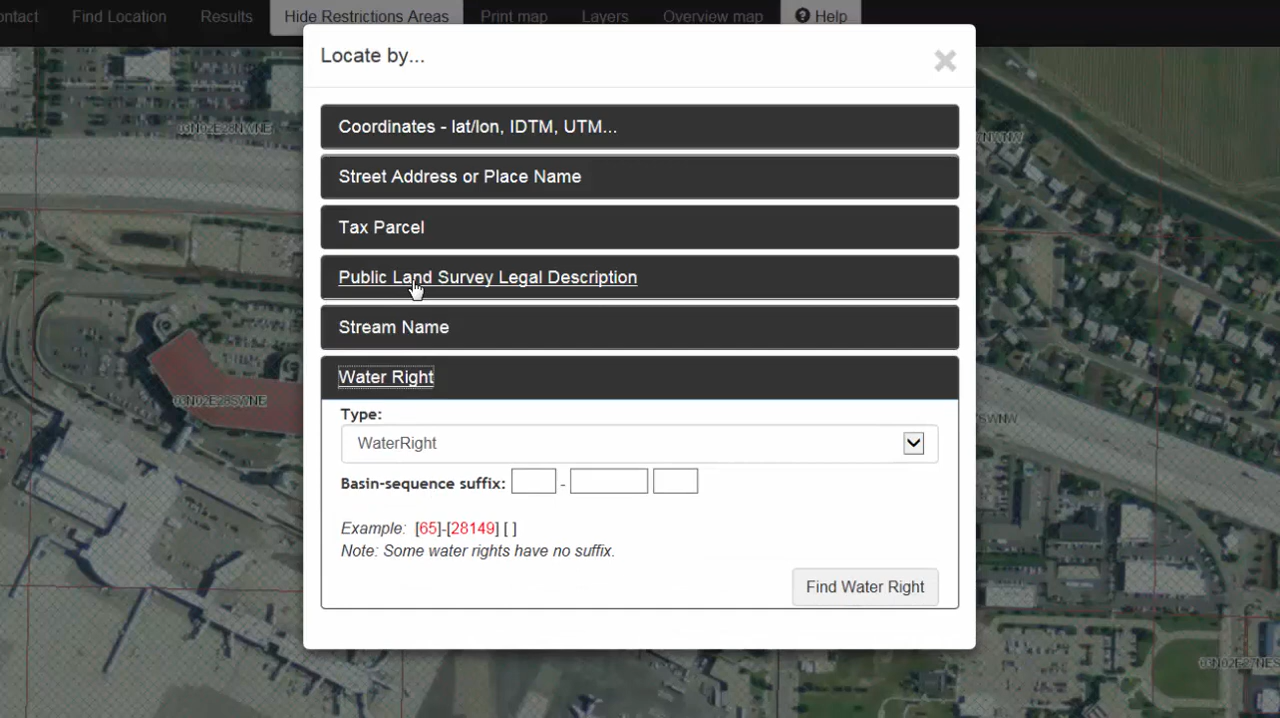 ontact Find Location Results Hide Restrictions Areas Print map Layers Overview map Help
Locate by...
Coordinates - lat/lon, IDTM, UTM...
Street Address or Place Name
Tax Parcel
Public Land Survey Legal Description
Stream Name
Water Right
Type:
WaterRight
Basin-sequence suffix: -
Example: [65]-[28149] [ ]
Note: Some water rights have no suffix.
Find Water Right
03N02E28NWNE
03N02E28SWNE